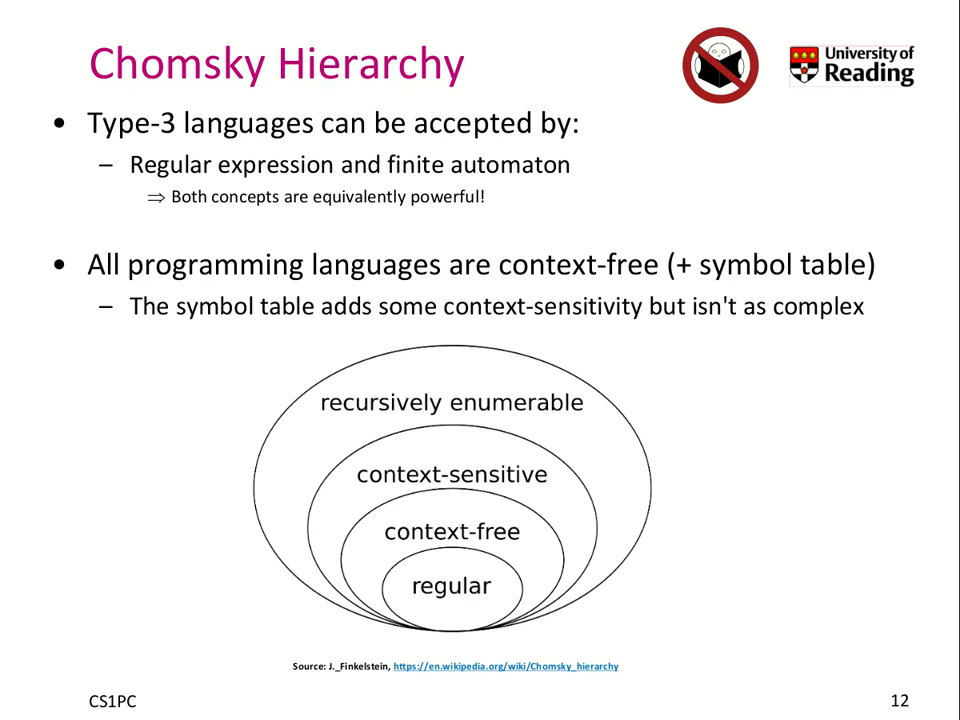 Chomsky Hierarchy
University of
Reading
• Type-3 languages can be accepted by:
– Regular expression and finite automaton
⇒ Both concepts are equivalently powerful!
• All programming languages are context-free (+ symbol table)
– The symbol table adds some context-sensitivity but isn't as complex
recursively enumerable
context-sensitive
context-free
regular
Source: J._Finkelstein, https://en.wikipedia.org/wiki/Chomsky_hierarchy
CS1PC
12